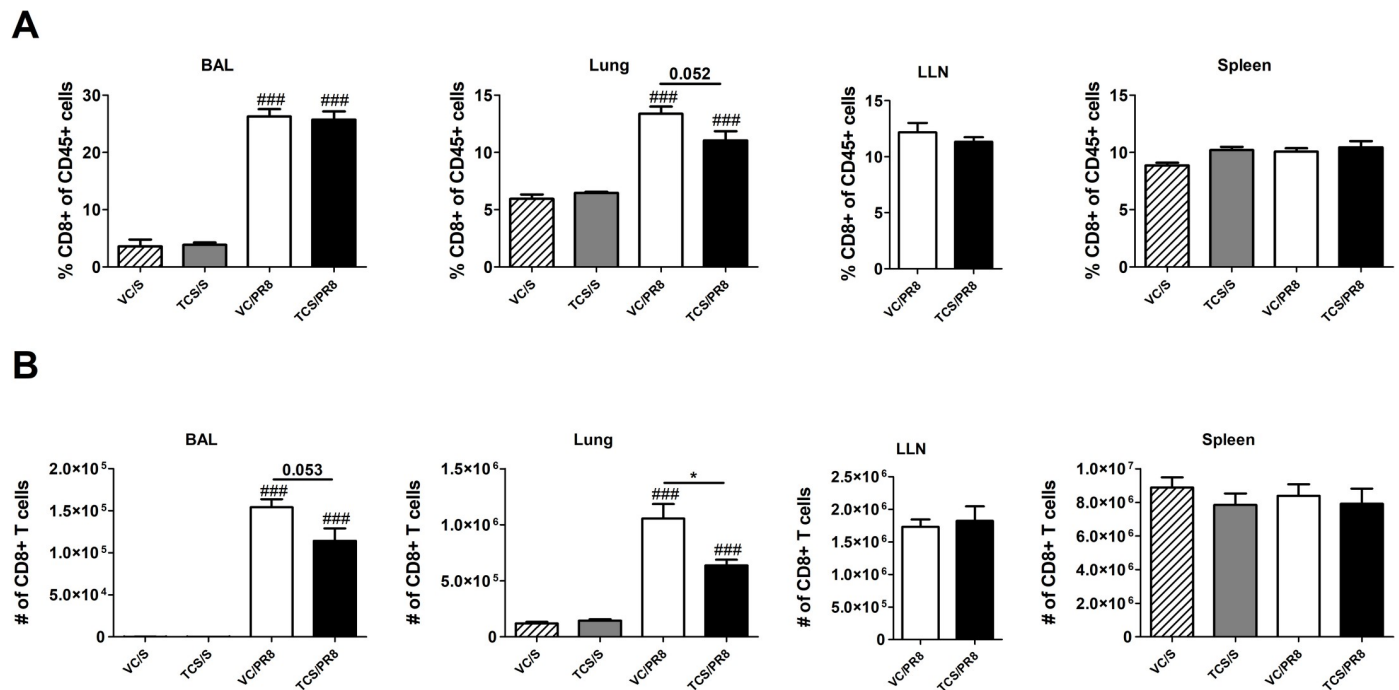 A
BAL
% CD8+ of CD45+ cells
30
20
10
0
###
###
VC/S
TCS/S
VC/PR8
TCS/PR8
Lung
% CD8+ of CD45+ cells
15
10
5
0
0.052
###
###
VC/S
TCS/S
VC/PR8
TCS/PR8
LLN
% CD8+ of CD45+ cells
15
10
5
0
VC/PR8
TCS/PR8
Spleen
% CD8+ of CD45+ cells
15
10
5
0
VC/S
TCS/S
VC/PR8
TCS/PR8
B
BAL
# of CD8+ T cells
2.0×10⁵
1.5×10⁵
1.0×10⁵
5.0×10⁴
0
0.053
###
###
VC/S
TCS/S
VC/PR8
TCS/PR8
Lung
# of CD8+ T cells
1.5×10⁶
1.0×10⁶
5.0×10⁵
0
*
###
###
VC/S
TCS/S
VC/PR8
TCS/PR8
LLN
# of CD8+ T cells
2.5×10⁶
2.0×10⁶
1.5×10⁶
1.0×10⁶
5.0×10⁵
0
VC/PR8
TCS/PR8
Spleen
# of CD8+ T cells
1.0×10⁷
8.0×10⁶
6.0×10⁶
4.0×10⁶
2.0×10⁶
0
VC/S
TCS/S
VC/PR8
TCS/PR8